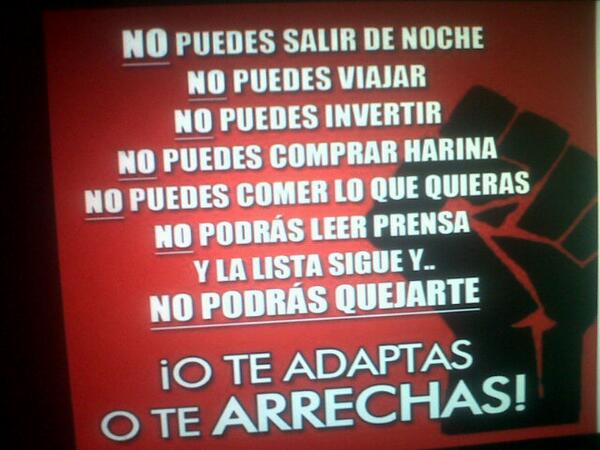 NO PUEDES SALIR DE NOCHE
NO PUEDES VIAJAR
NO PUEDES INVERTIR
NO PUEDES COMPRAR HARINA
NO PUEDES COMER LO QUE QUIERAS
NO PODRÁS LEER PRENSA
Y LA LISTA SIGUE Y..
NO PODRÁS QUEJARTE
¡O TE ADAPTAS
O TE ARRECHAS!